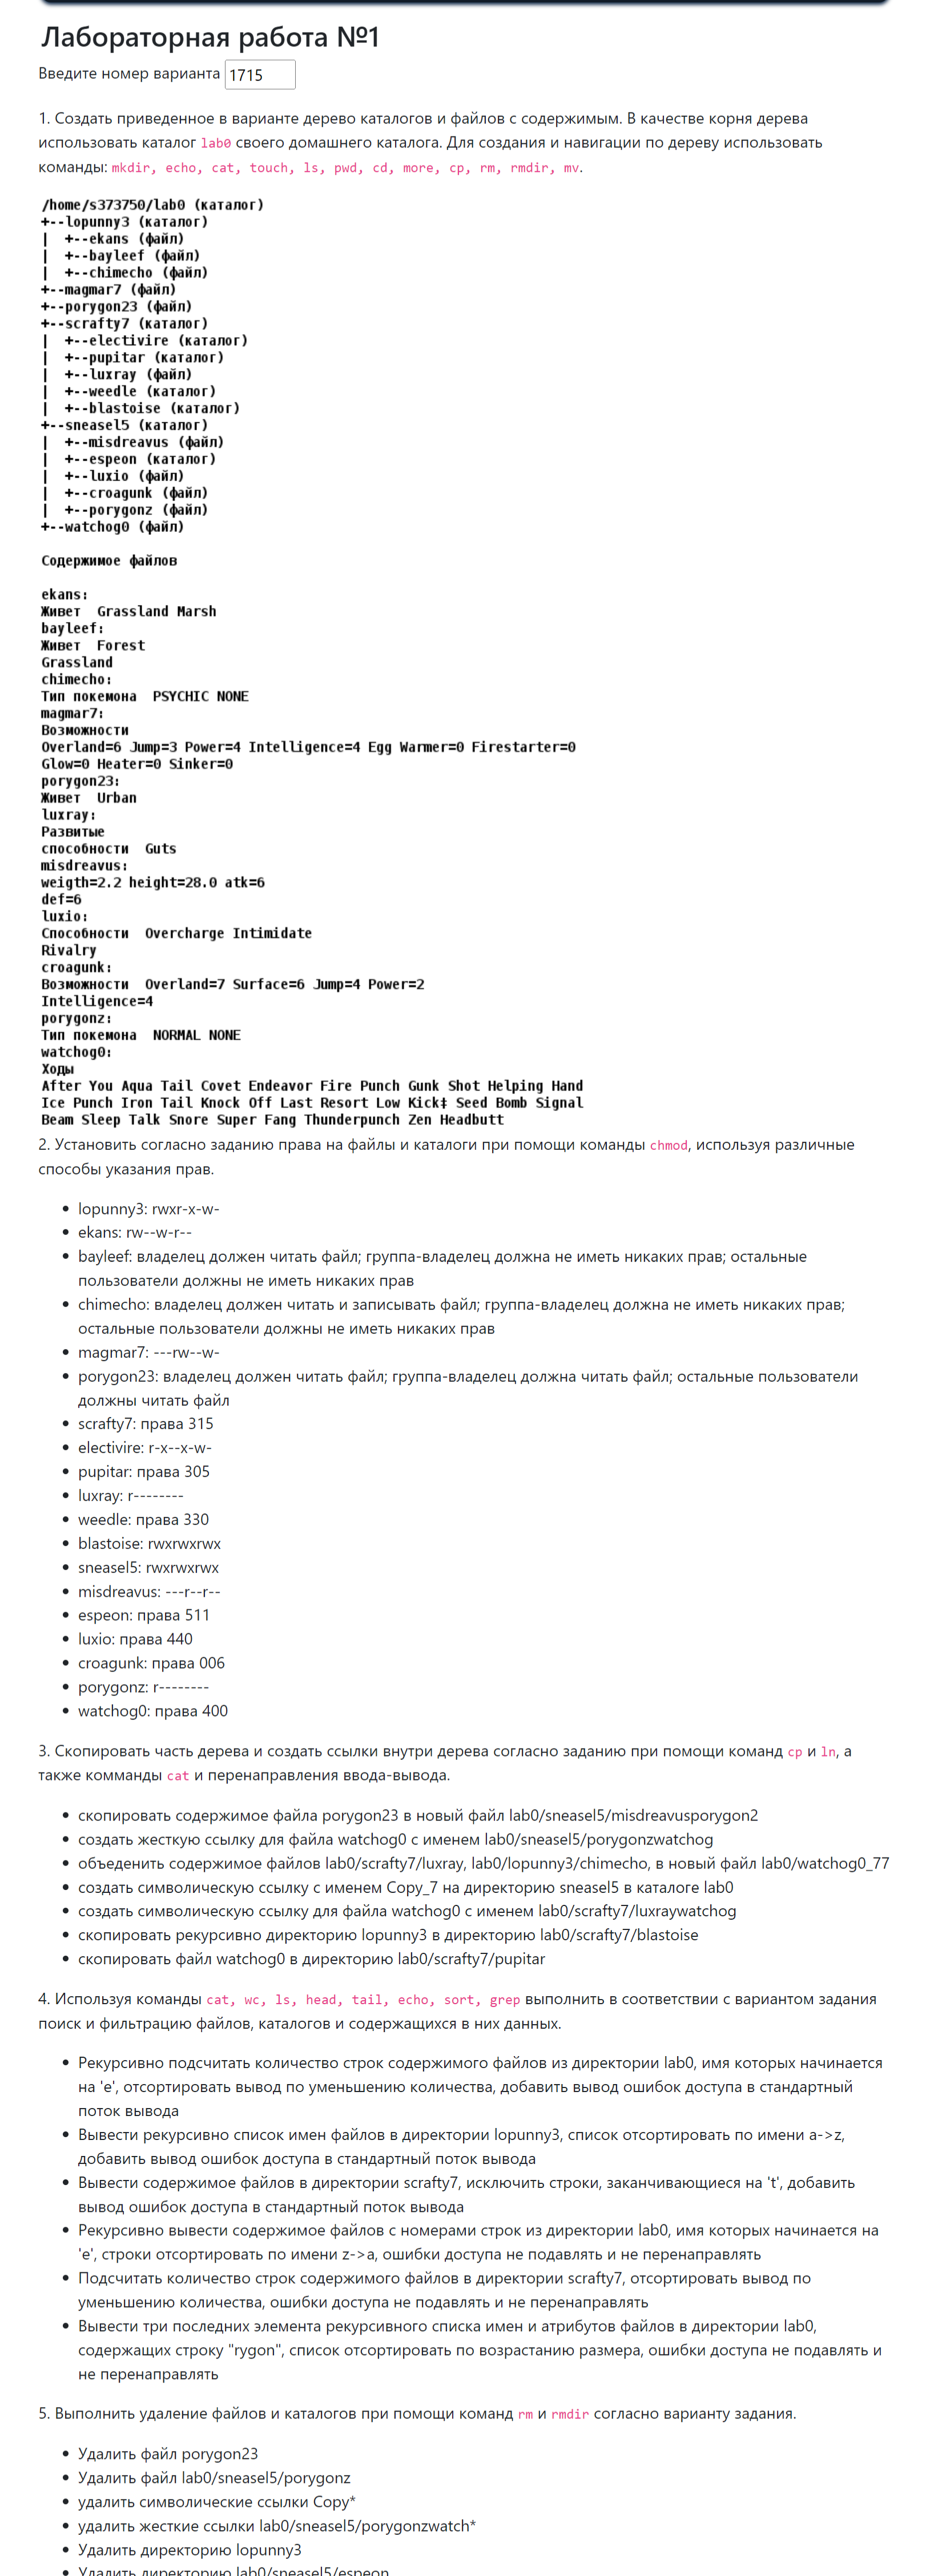 Лабораторная работа №1
Введите номер варианта 1715
1. Создать приведенное в варианте дерево каталогов и файлов с содержимым. В качестве корня дерева
использовать каталог lab0 своего домашнего каталога. Для создания и навигации по дереву использовать
команды: mkdir, echo, cat, touch, ls, pwd, cd, more, cp, rm, rmdir, mv.
/home/s373750/lab0 (каталог)
+--lopunny3 (каталог)
|  +--ekans (файл)
|  +--bayleef (файл)
|  +--chimecho (файл)
+--magmar7 (файл)
+--porygon23 (файл)
+--scrafty7 (каталог)
|  +--electivire (каталог)
|  +--pupitar (каталог)
|  +--luxray (файл)
|  +--weedle (каталог)
|  +--blastoise (каталог)
+--sneasel5 (каталог)
|  +--misdreavus (файл)
|  +--espeon (каталог)
|  +--luxio (файл)
|  +--croagunk (файл)
|  +--porygonz (файл)
+--watchog0 (файл)
Содержимое файлов
ekans:
Живет  Grassland Marsh
bayleef:
Живет  Forest
Grassland
chimecho:
Тип покемона  PSYCHIC NONE
magmar7:
Возможности
Overland=6 Jump=3 Power=4 Intelligence=4 Egg Warmer=0 Firestarter=0
Glow=0 Heater=0 Sinker=0
porygon23:
Живет  Urban
luxray:
Развитые
способности  Guts
misdreavus:
weigth=2.2 height=28.0 atk=6
def=6
luxio:
Способности  Overcharge Intimidate
Rivalry
croagunk:
Возможности  Overland=7 Surface=6 Jump=4 Power=2
Intelligence=4
porygonz:
Тип покемона  NORMAL NONE
watchog0:
Ходы
After You Aqua Tail Covet Endeavor Fire Punch Gunk Shot Helping Hand
Ice Punch Iron Tail Knock Off Last Resort Low Kick‡ Seed Bomb Signal
Beam Sleep Talk Snore Super Fang Thunderpunch Zen Headbutt
2. Установить согласно заданию права на файлы и каталоги при помощи команды chmod, используя различные
способы указания прав.
• lopunny3: rwxr-x-w-
• ekans: rw--w-r--
• bayleef: владелец должен читать файл; группа-владелец должна не иметь никаких прав; остальные
пользователи должны не иметь никаких прав
• chimecho: владелец должен читать и записывать файл; группа-владелец должна не иметь никаких прав;
остальные пользователи должны не иметь никаких прав
• magmar7: ---rw--w-
• porygon23: владелец должен читать файл; группа-владелец должна читать файл; остальные пользователи
должны читать файл
• scrafty7: права 315
• electivire: r-x--x-w-
• pupitar: права 305
• luxray: r--------
• weedle: права 330
• blastoise: rwxrwxrwx
• sneasel5: rwxrwxrwx
• misdreavus: ---r--r--
• espeon: права 511
• luxio: права 440
• croagunk: права 006
• porygonz: r--------
• watchog0: права 400
3. Скопировать часть дерева и создать ссылки внутри дерева согласно заданию при помощи команд cp и ln, а
также комманды cat и перенаправления ввода-вывода.
• скопировать содержимое файла porygon23 в новый файл lab0/sneasel5/misdreavusporygon2
• создать жесткую ссылку для файла watchog0 с именем lab0/sneasel5/porygonzwatchog
• объеденить содержимое файлов lab0/scrafty7/luxray, lab0/lopunny3/chimecho, в новый файл lab0/watchog0_77
• создать символическую ссылку с именем Copy_7 на директорию sneasel5 в каталоге lab0
• создать символическую ссылку для файла watchog0 с именем lab0/scrafty7/luxraywatchog
• скопировать рекурсивно директорию lopunny3 в директорию lab0/scrafty7/blastoise
• скопировать файл watchog0 в директорию lab0/scrafty7/pupitar
4. Используя команды cat, wc, ls, head, tail, echo, sort, grep выполнить в соответствии с вариантом задания
поиск и фильтрацию файлов, каталогов и содержащихся в них данных.
• Рекурсивно подсчитать количество строк содержимого файлов из директории lab0, имя которых начинается
на 'e', отсортировать вывод по уменьшению количества, добавить вывод ошибок доступа в стандартный
поток вывода
• Вывести рекурсивно список имен файлов в директории lopunny3, список отсортировать по имени a->z,
добавить вывод ошибок доступа в стандартный поток вывода
• Вывести содержимое файлов в директории scrafty7, исключить строки, заканчивающиеся на 't', добавить
вывод ошибок доступа в стандартный поток вывода
• Рекурсивно вывести содержимое файлов с номерами строк из директории lab0, имя которых начинается на
'e', строки отсортировать по имени z->a, ошибки доступа не подавлять и не перенаправлять
• Подсчитать количество строк содержимого файлов в директории scrafty7, отсортировать вывод по
уменьшению количества, ошибки доступа не подавлять и не перенаправлять
• Вывести три последних элемента рекурсивного списка имен и атрибутов файлов в директории lab0,
содержащих строку "rygon", список отсортировать по возрастанию размера, ошибки доступа не подавлять и
не перенаправлять
5. Выполнить удаление файлов и каталогов при помощи команд rm и rmdir согласно варианту задания.
• Удалить файл porygon23
• Удалить файл lab0/sneasel5/porygonz
• удалить символические ссылки Copy*
• удалить жесткие ссылки lab0/sneasel5/porygonzwatch*
• Удалить директорию lopunny3
• Удалить директорию lab0/sneasel5/espeon